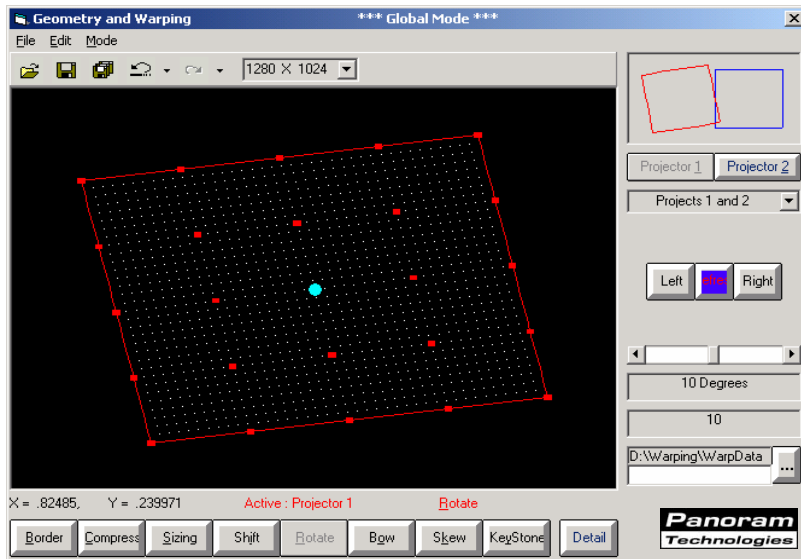 Geometry and Warping *** Global Mode ***
File Edit Mode
1280 X 1024
Projector 1 Projector 2
Projects 1 and 2
Left Right
10 Degrees
10
D:\Warping\WarpData
...
X = .82485, Y = .239971 Active : Projector 1 Rotate
Border Compress Sizing Shift Rotate Bow Skew KeyStone Detail
Panoram
Technologies